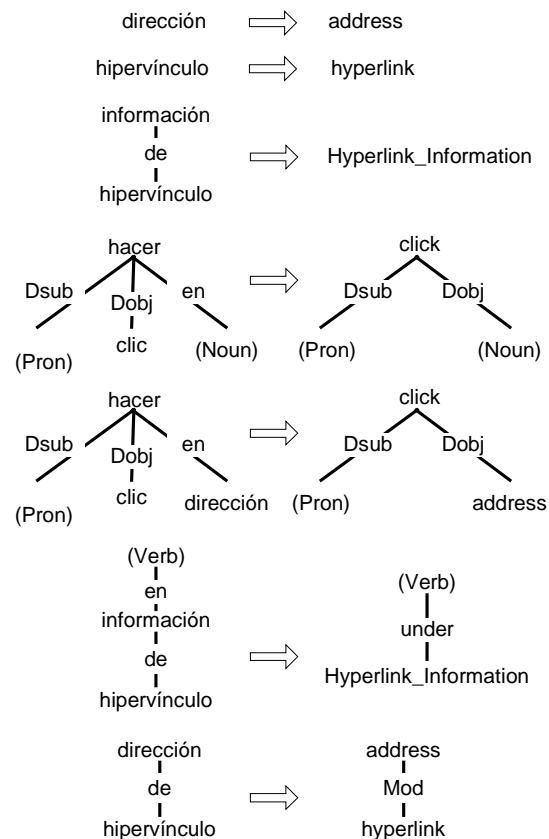 dirección address
hipervínculo hyperlink
información
de Hyperlink_Information
hipervínculo
hacer click
Dsub Dobj en Dsub Dobj
(Pron) clic (Noun) (Pron) (Noun)
hacer click
Dsub Dobj en Dsub Dobj
(Pron) clic dirección (Pron) address
(Verb) (Verb)
en
información under
de
hipervínculo Hyperlink_Information
dirección address
de Mod
hipervínculo hyperlink